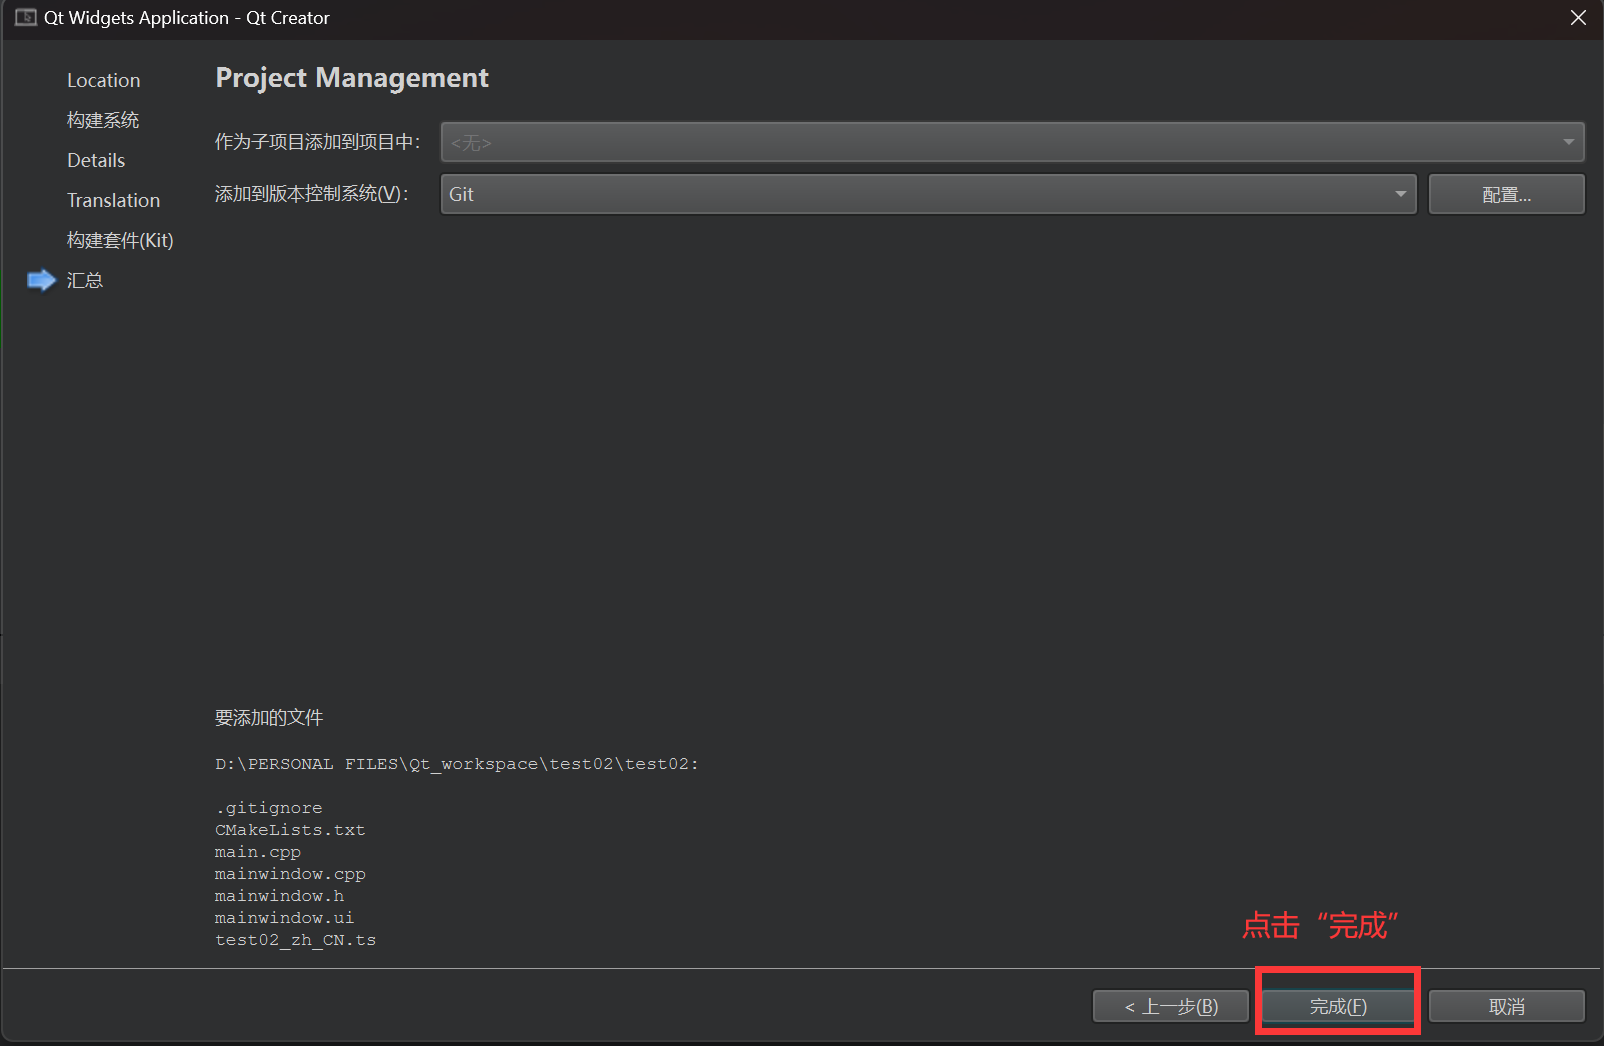 Qt Widgets Application - Qt Creator
Location
构建系统
Details
Translation
构建套件(Kit)
汇总
Project Management
作为子项目添加到项目中: <无>
添加到版本控制系统(V): Git 配置...
要添加的文件
D:\PERSONAL FILES\Qt_workspace\test02\test02:
.gitignore
CMakeLists.txt
main.cpp
mainwindow.cpp
mainwindow.h
mainwindow.ui
test02_zh_CN.ts
点击“完成”
< 上一步(B) 完成(F) 取消